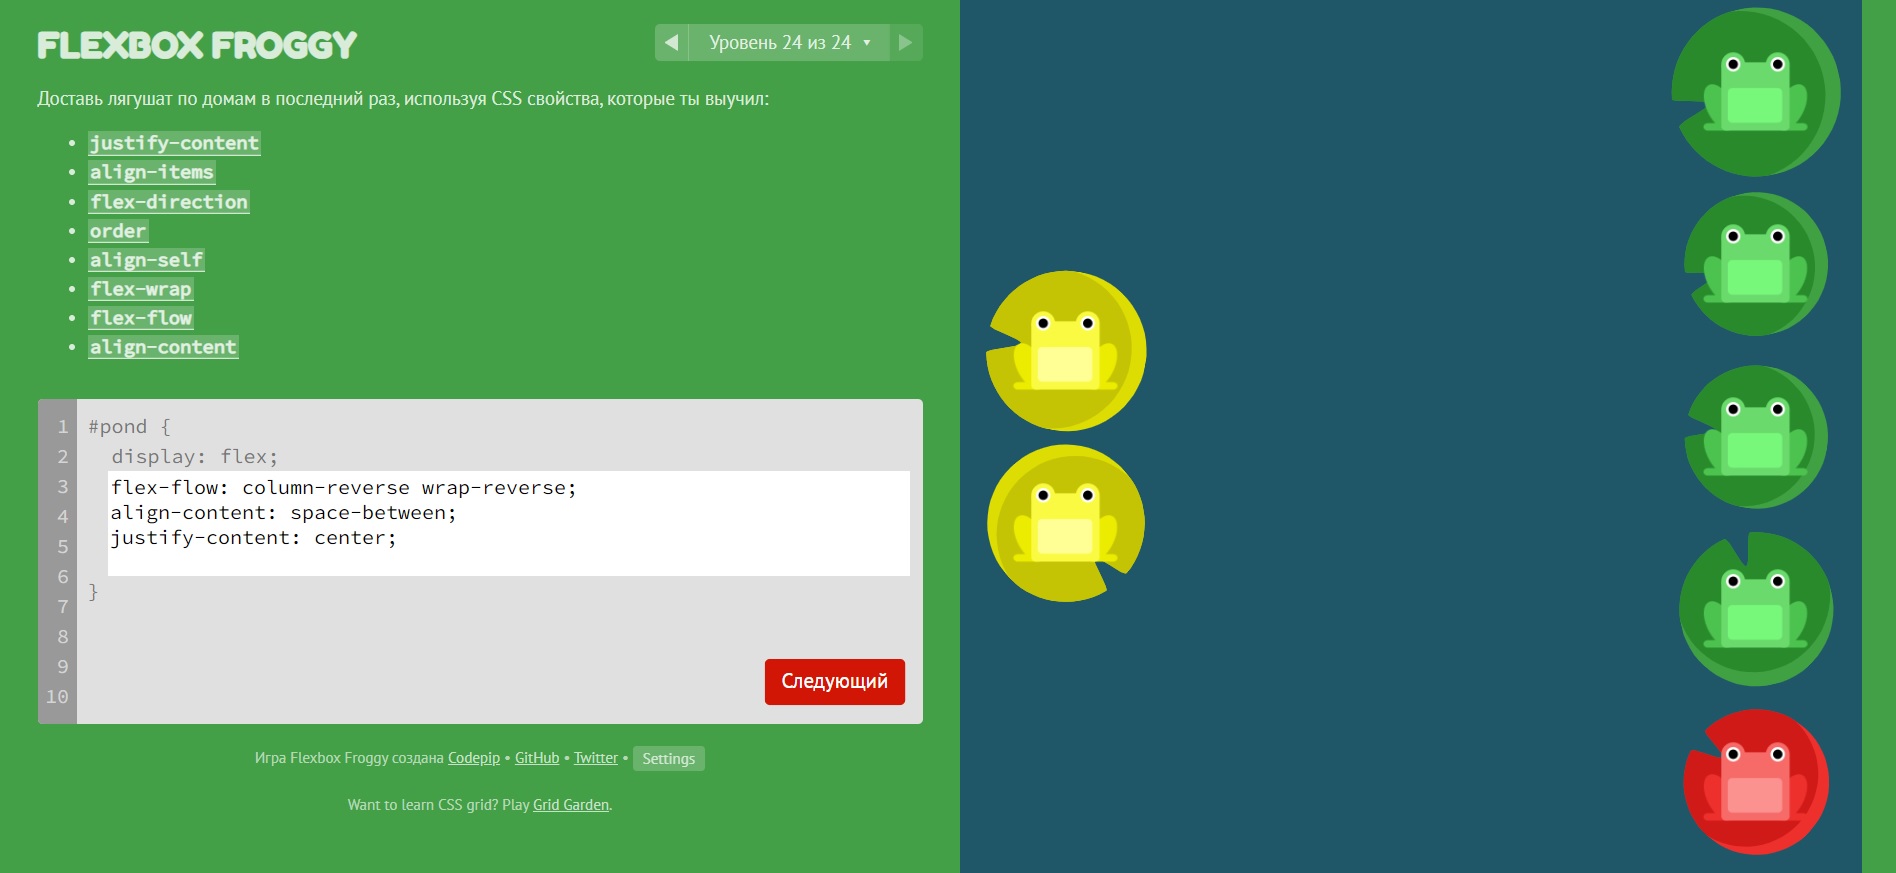 FLEXBOX FROGGY
Уровень 24 из 24
Доставь лягушат по домам в последний раз, используя CSS свойства, которые ты выучил:
justify-content
align-items
flex-direction
order
align-self
flex-wrap
flex-flow
align-content
1 #pond {
2 display: flex;
3 flex-flow: column-reverse wrap-reverse;
4 align-content: space-between;
5 justify-content: center;
6 }
7
8
9
10
Следующий
Игра Flexbox Froggy создана Codepip • GitHub • Twitter • Settings
Want to learn CSS grid? Play Grid Garden.